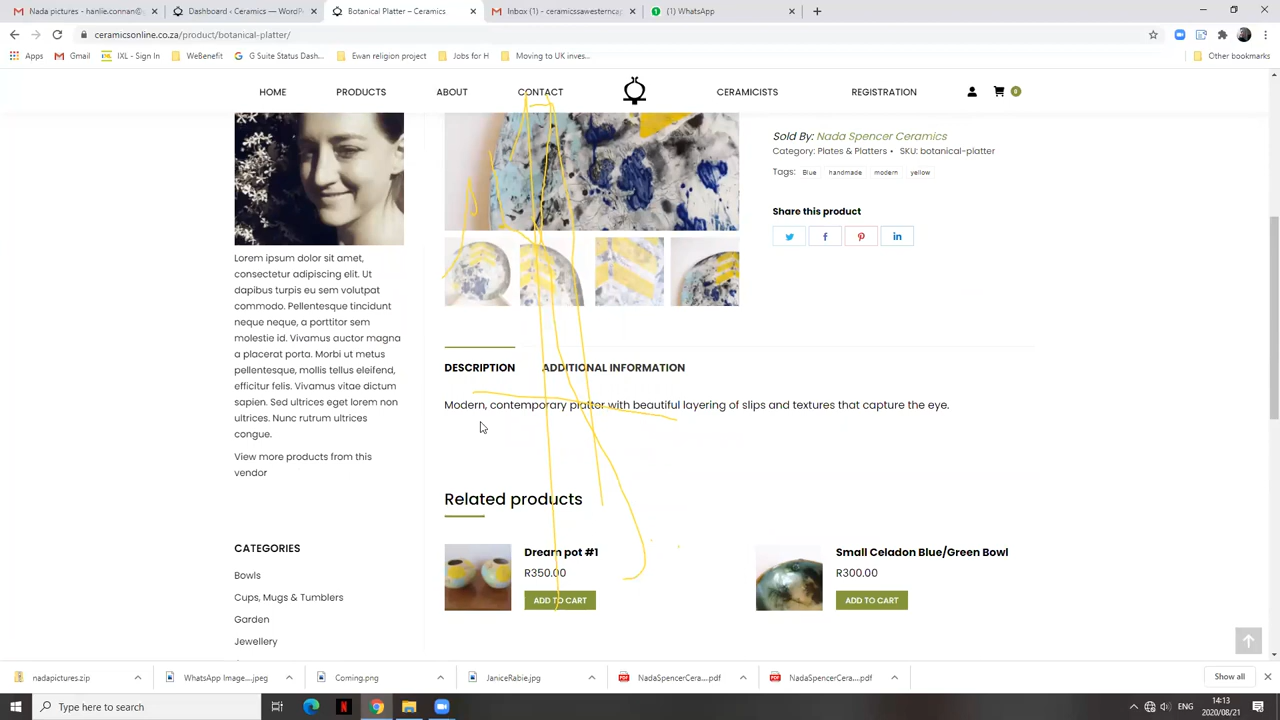 Nada pictures - hanlie.connan@
Dashboard ‹ Ceramics — WordP
Botanical Platter – Ceramics
Inbox (1) - ceramicssawesternca
(1) WhatsApp
ceramicsonline.co.za/product/botanical-platter/
Apps
Gmail
IXL - Sign In
WeBenefit
G Suite Status Dash...
Ewan religion project
Jobs for H
Moving to UK inves...
Other bookmarks
HOME
PRODUCTS
ABOUT
CONTACT
CERAMICISTS
REGISTRATION
0
Sold By: Nada Spencer Ceramics
Category: Plates & Platters • SKU: botanical-platter
Tags: Blue handmade modern yellow
Share this product
Lorem ipsum dolor sit amet,
consectetur adipiscing elit. Ut
dapibus turpis eu sem volutpat
commodo. Pellentesque tincidunt
neque neque, a porttitor sem
molestie id. Vivamus auctor magna
a placerat porta. Morbi ut metus
pellentesque, mollis tellus eleifend,
efficitur felis. Vivamus vitae dictum
sapien. Sed ultrices eget lorem non
ultrices. Nunc rutrum ultrices
congue.
View more products from this
vendor
DESCRIPTION
ADDITIONAL INFORMATION
Modern, contemporary platter with beautiful layering of slips and textures that capture the eye.
Related products
CATEGORIES
Bowls
Cups, Mugs & Tumblers
Garden
Jewellery
Dream pot #1
R350.00
ADD TO CART
Small Celadon Blue/Green Bowl
R300.00
ADD TO CART
nadapictures.zip
WhatsApp Image....jpeg
Coming.png
JaniceRabie.jpg
NadaSpencerCera....pdf
NadaSpencerCera....pdf
Show all
Type here to search
ENG
14:13
2020/08/21